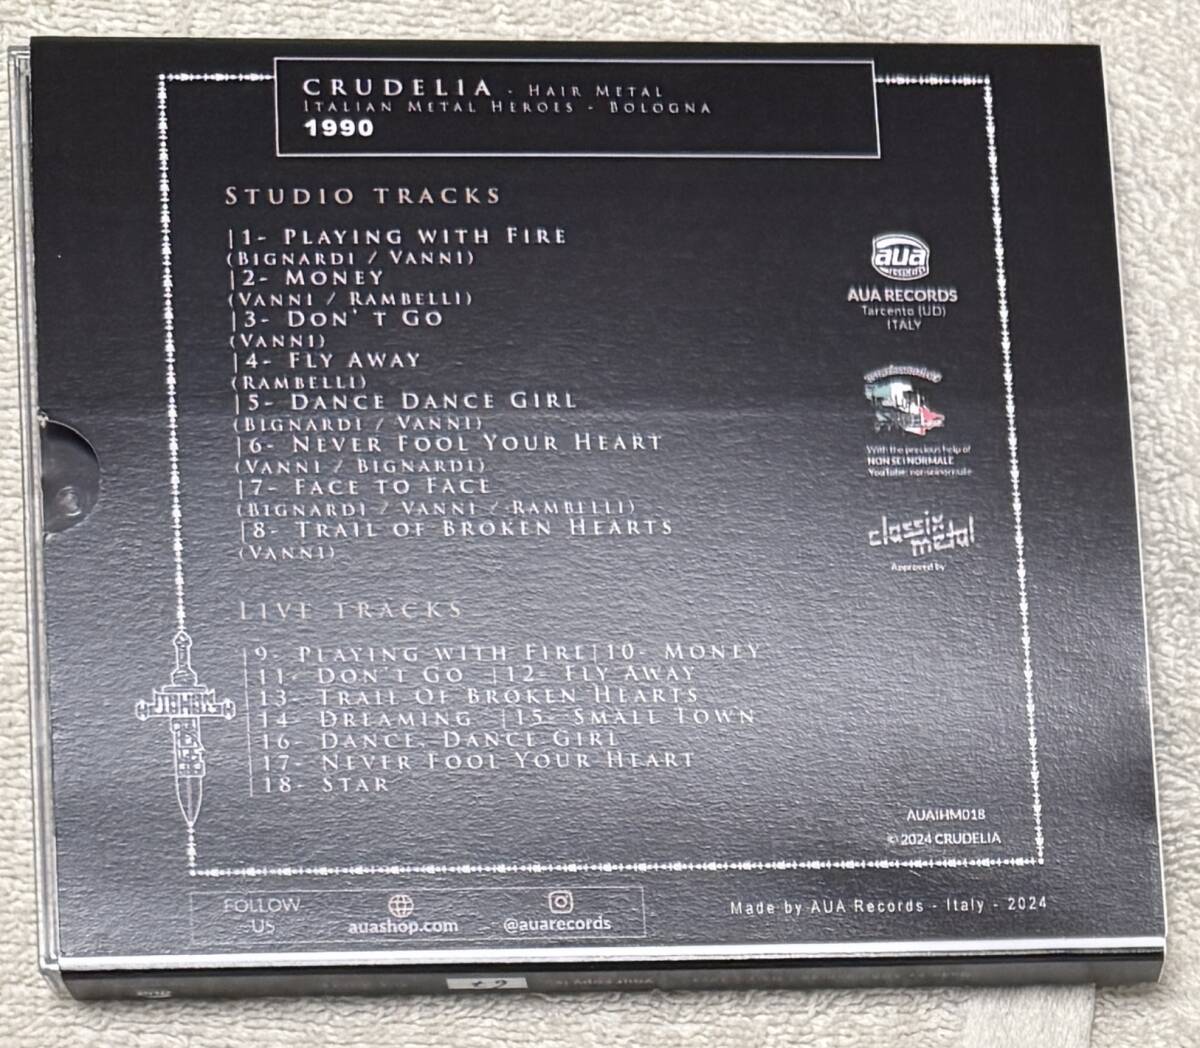 CRUDELIA - HAIR METAL
ITALIAN METAL HEROES - BOLOGNA
1990
STUDIO TRACKS
|1- PLAYING WITH FIRE
(BIGNARDI / VANNI)
|2- MONEY
(VANNI / RAMBELLI)
|3- DON' T GO
(VANNI)
|4- FLY AWAY
(RAMBELLI)
|5- DANCE DANCE GIRL
(BIGNARDI / VANNI)
|6- NEVER FOOL YOUR HEART
(VANNI / BIGNARDI)
|7- FACE TO FACE
(BIGNARDI / VANNI / RAMBELLI)
|8- TRAIL OF BROKEN HEARTS
(VANNI)
LIVE TRACKS
|9- PLAYING WITH FIRE|10- MONEY
|11- DON'T GO |12- FLY AWAY
|13- TRAIL OF BROKEN HEARTS
|14- DREAMING |15- SMALL TOWN
|16- DANCE, DANCE GIRL
|17- NEVER FOOL YOUR HEART
|18- STAR
aua
RECORDS
AUA RECORDS
Tarcento (UD)
ITALY
With the precious help of
NON SEI NORMALE
YouTube: nonseinormale
classix
metal
Approved by
AUAIHM018
© 2024 CRUDELIA
FOLLOW
US
auashop.com
@auarecords
Made by AUA Records - Italy - 2024